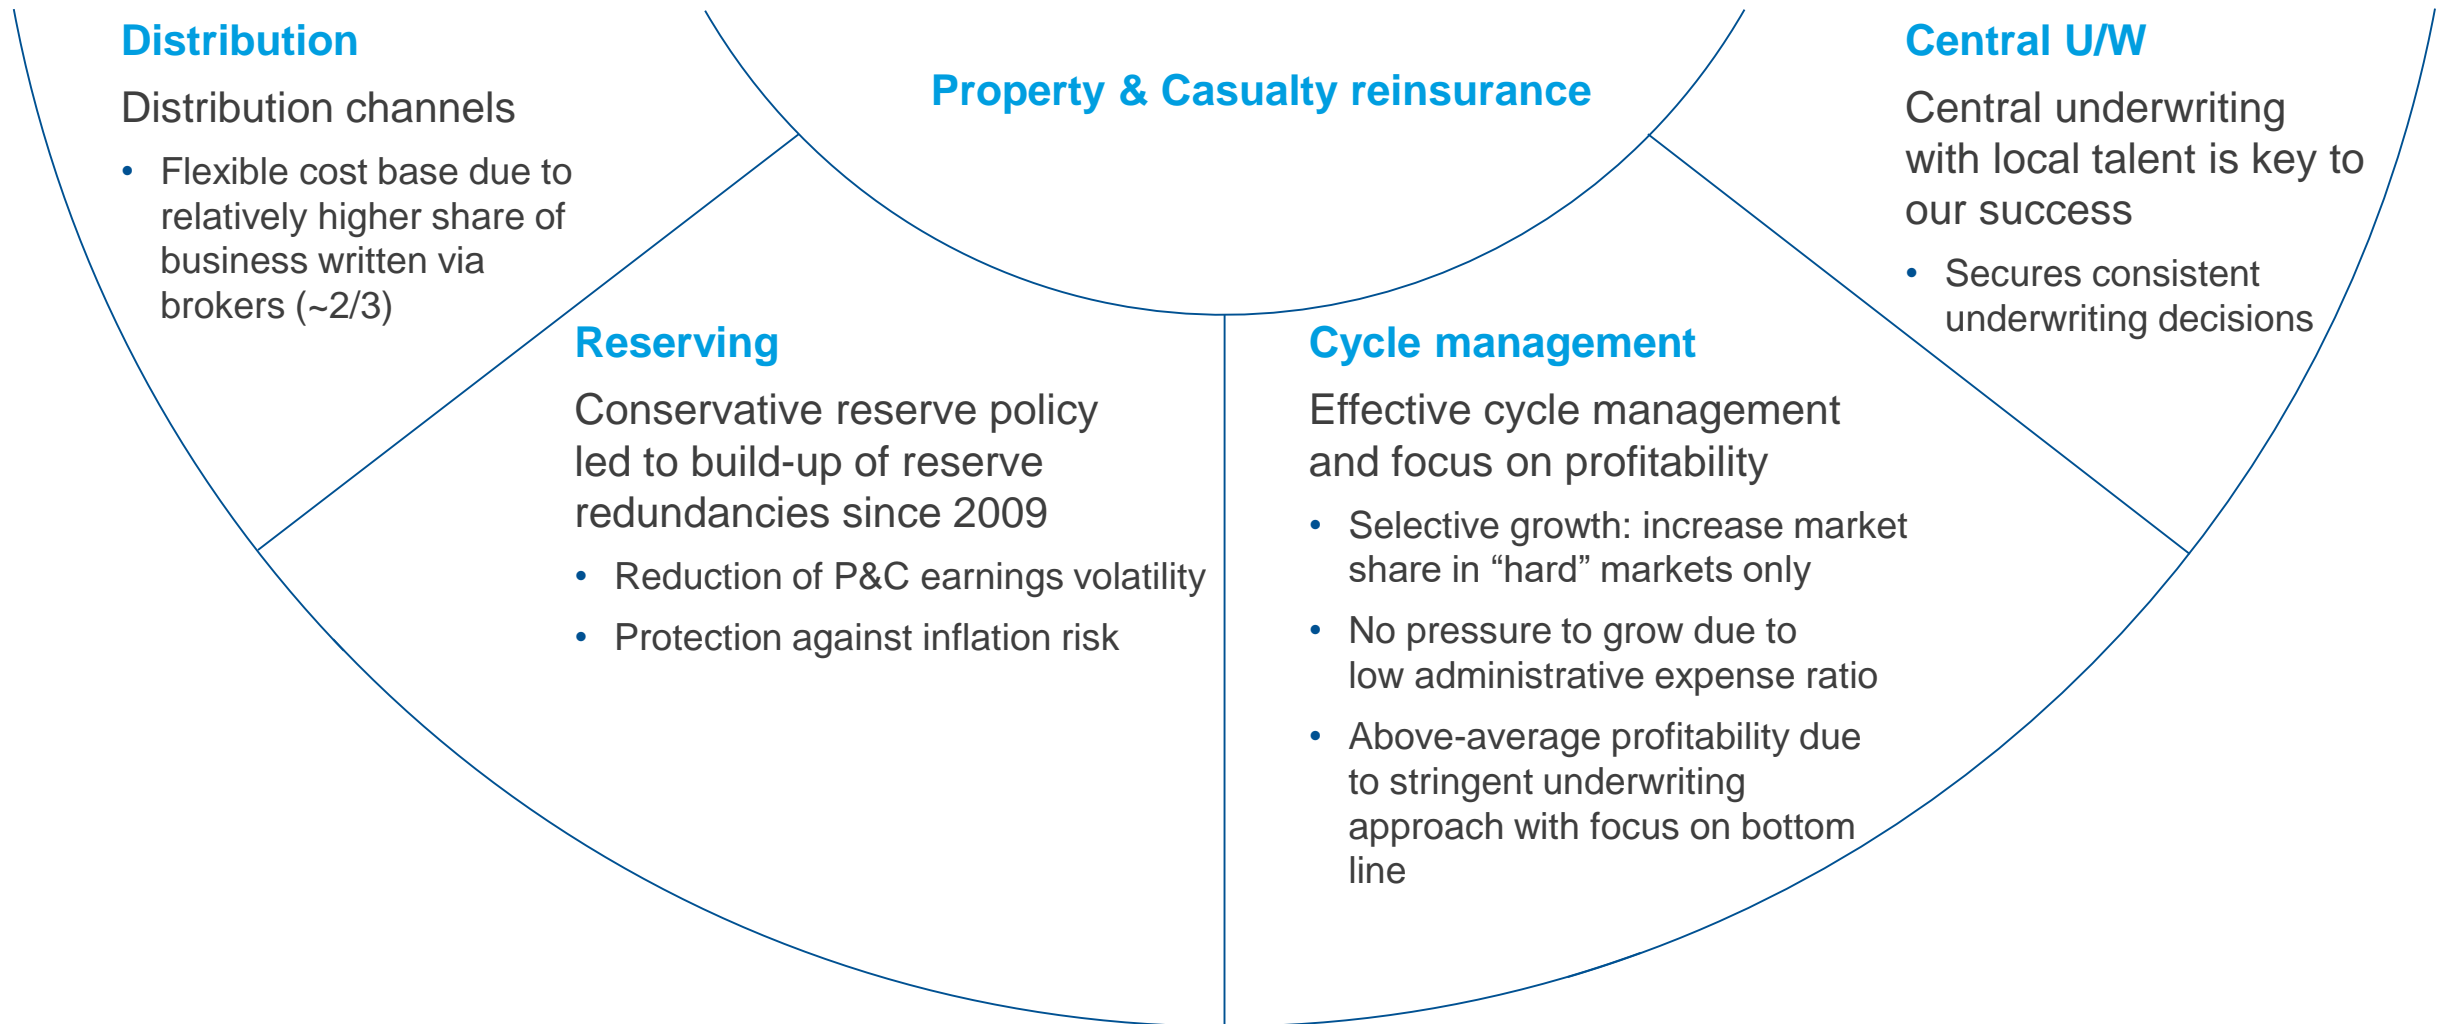 Distribution
Distribution channels
• Flexible cost base due to
relatively higher share of
business written via
brokers (~2/3)
Property & Casualty reinsurance
Central U/W
Central underwriting
with local talent is key to
our success
• Secures consistent
underwriting decisions
Reserving
Conservative reserve policy
led to build-up of reserve
redundancies since 2009
• Reduction of P&C earnings volatility
• Protection against inflation risk
Cycle management
Effective cycle management
and focus on profitability
• Selective growth: increase market
share in “hard” markets only
• No pressure to grow due to
low administrative expense ratio
• Above-average profitability due
to stringent underwriting
approach with focus on bottom
line